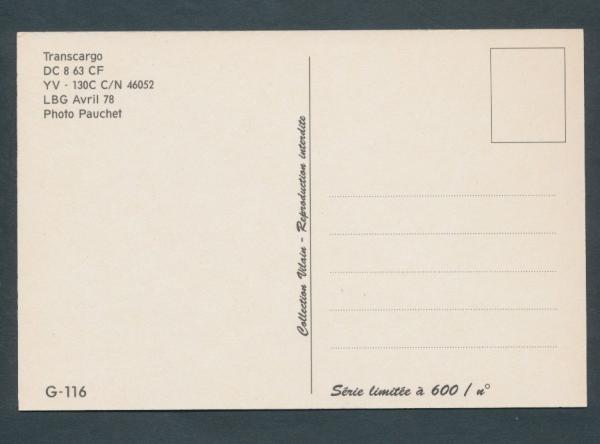 Transcargo
DC 8 63 CF
YV - 130C C/N 46052
LBG Avril 78
Photo Pauchet
Collection Vilain - Reproduction interdite
G-116
Série limitée à 600 / n°